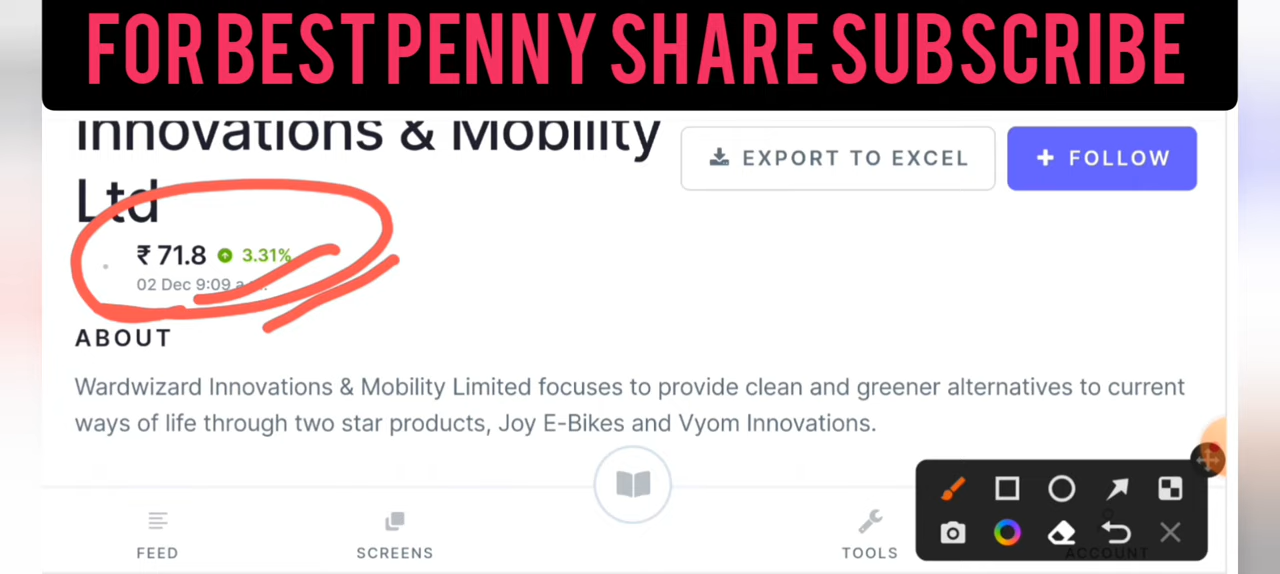 FOR BEST PENNY SHARE SUBSCRIBE
Innovations & Mobility
Ltd
EXPORT TO EXCEL
+ FOLLOW
₹ 71.8 3.31%
02 Dec 9:09
ABOUT
Wardwizard Innovations & Mobility Limited focuses to provide clean and greener alternatives to current
ways of life through two star products, Joy E-Bikes and Vyom Innovations.
FEED
SCREENS
TOOLS
ACCOUNT